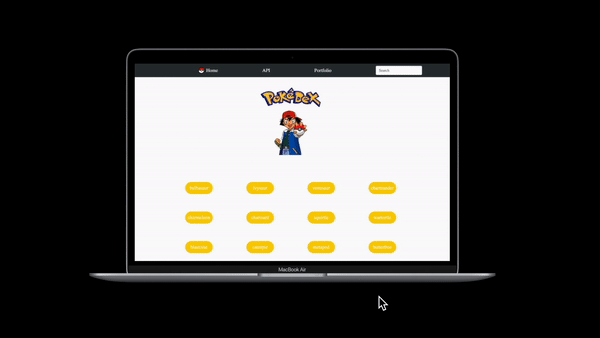 Home API Portfolio Search
PokéDex
bulbasaur ivysaur venusaur charmander
charmeleon charizard squirtle wartortle
blastoise caterpie metapod butterfree
MacBook Air